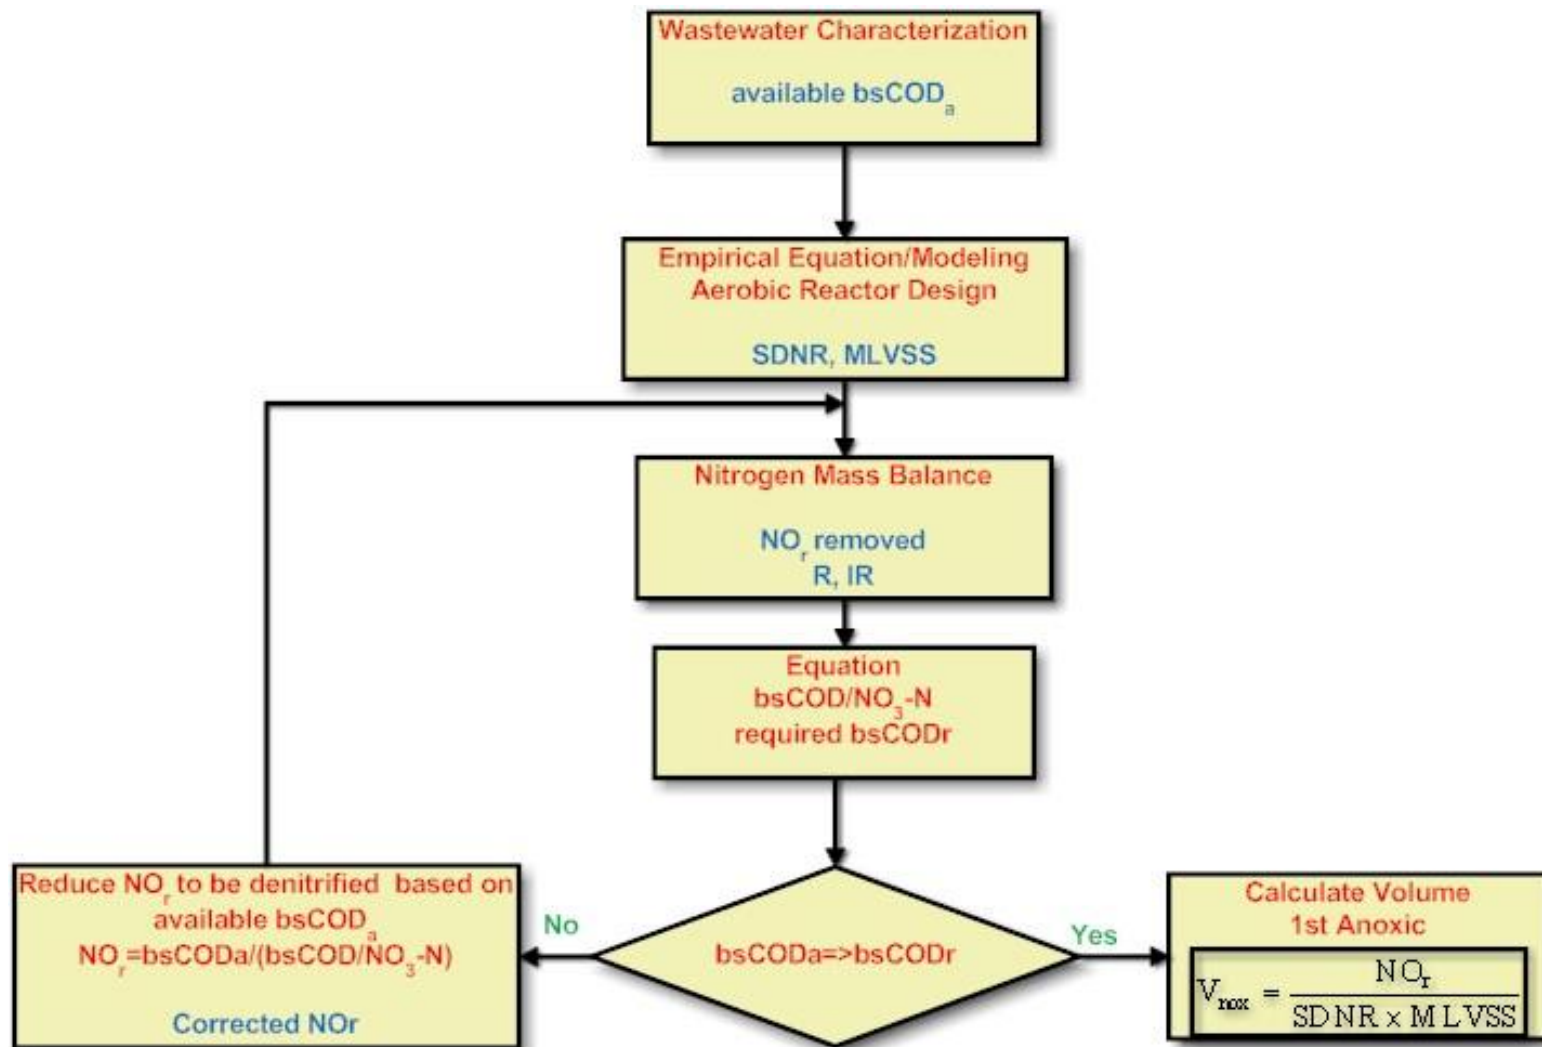 Wastewater Characterization
available bsCODₐ
Empirical Equation/Modeling
Aerobic Reactor Design
SDNR, MLVSS
Nitrogen Mass Balance
NOᵣ removed
R, IR
Equation
bsCOD/NO₃-N
required bsCODr
bsCODa=>bsCODr
No
Yes
Reduce NOᵣ to be denitrified based on
available bsCODₐ
NOᵣ=bsCODa/(bsCOD/NO₃-N)
Corrected NOr
Calculate Volume
1st Anoxic
Vₙₒₓ = NOᵣ / SDNR x MLVSS